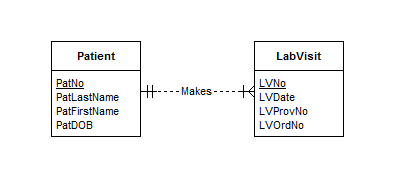 Patient
PatNo
PatLastName
PatFirstName
PatDOB
Makes
LabVisit
LVNo
LVDate
LVProvNo
LVOrdNo